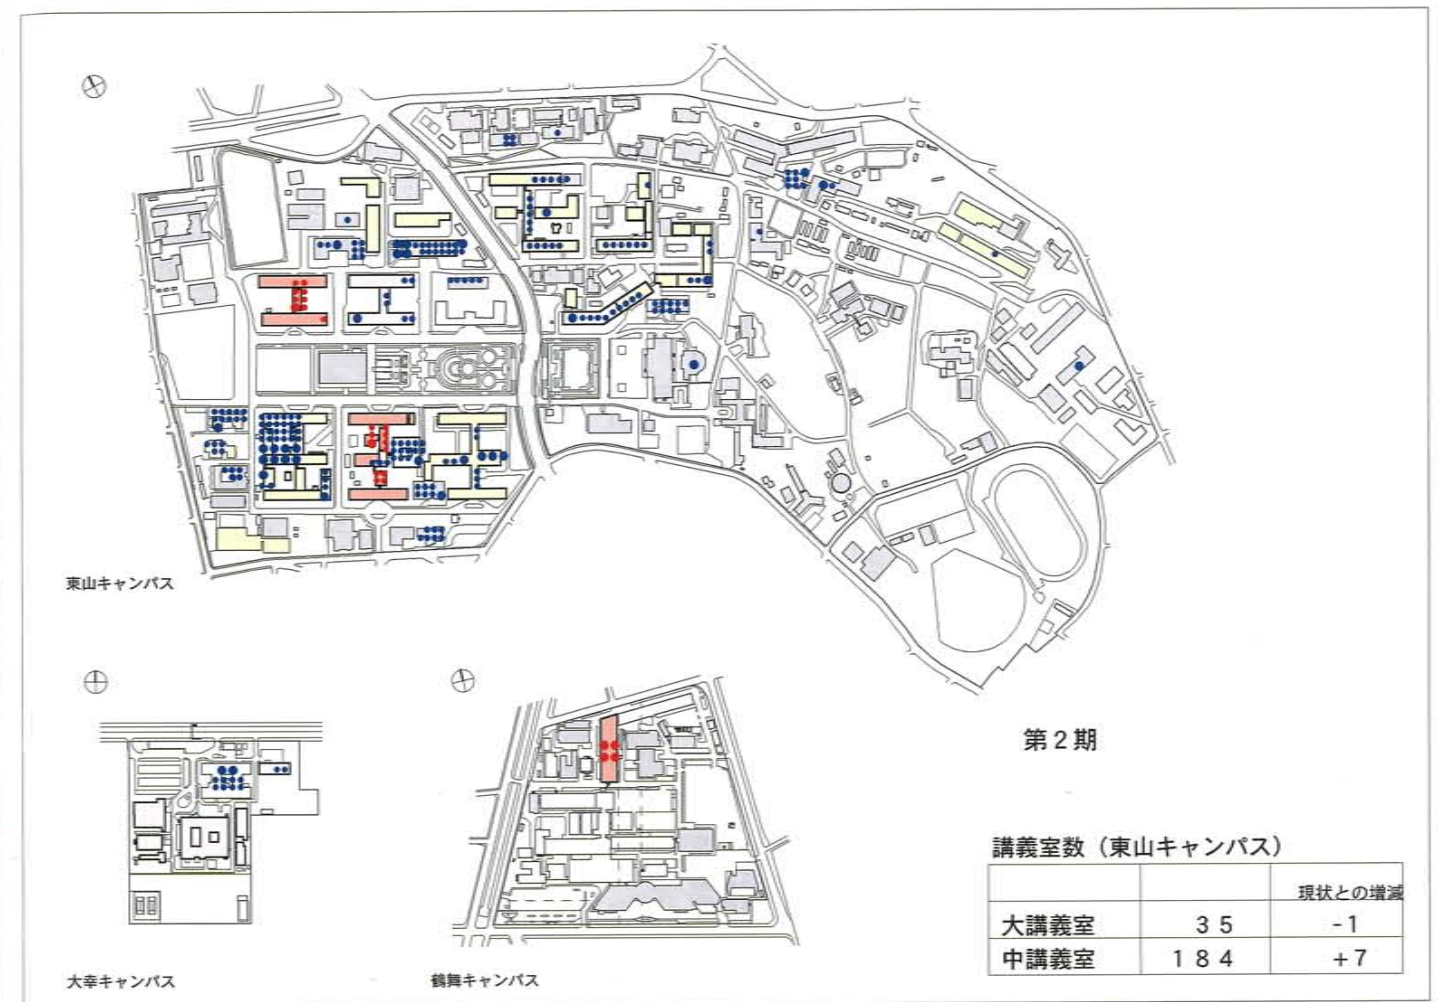 東山キャンパス
第２期
講義室数（東山キャンパス）
現状との増減
大講義室 ３５ -１
中講義室 １８４ +７
大幸キャンパス
鶴舞キャンパス